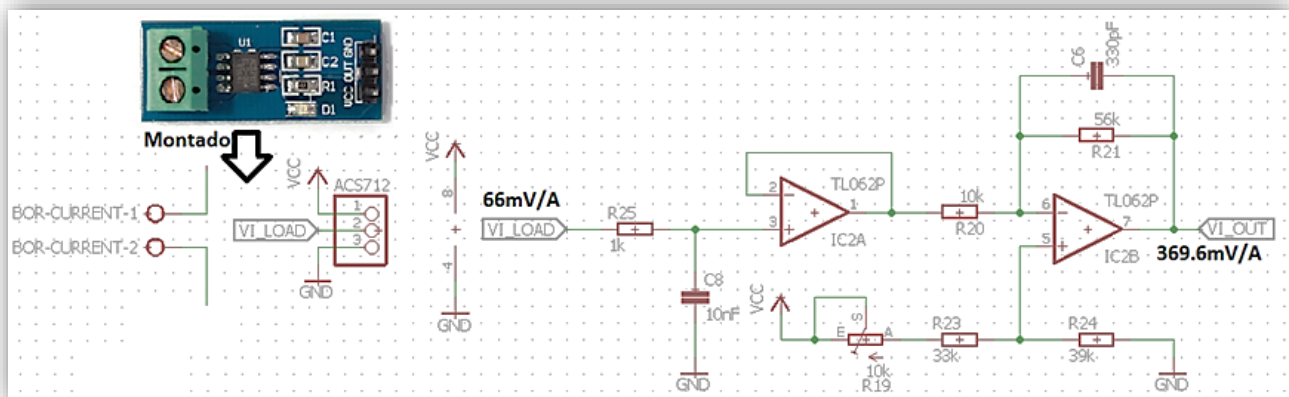 U1
C1
C2
R1
D1
VCC OUT GND
Montado
BOR-CURRENT-1
BOR-CURRENT-2
VCC
VI_LOAD
GND
ACS712
1
2
3
VCC
8
4
GND
66mV/A
VI_LOAD
R25
1k
C8
10nF
GND
2
3
1
TL062P
IC2A
10k
R20
C6
330pF
56k
R21
6
5
7
TL062P
IC2B
VI_OUT
369.6mV/A
VCC
E
S
A
10k
R19
R23
33k
R24
39k
GND